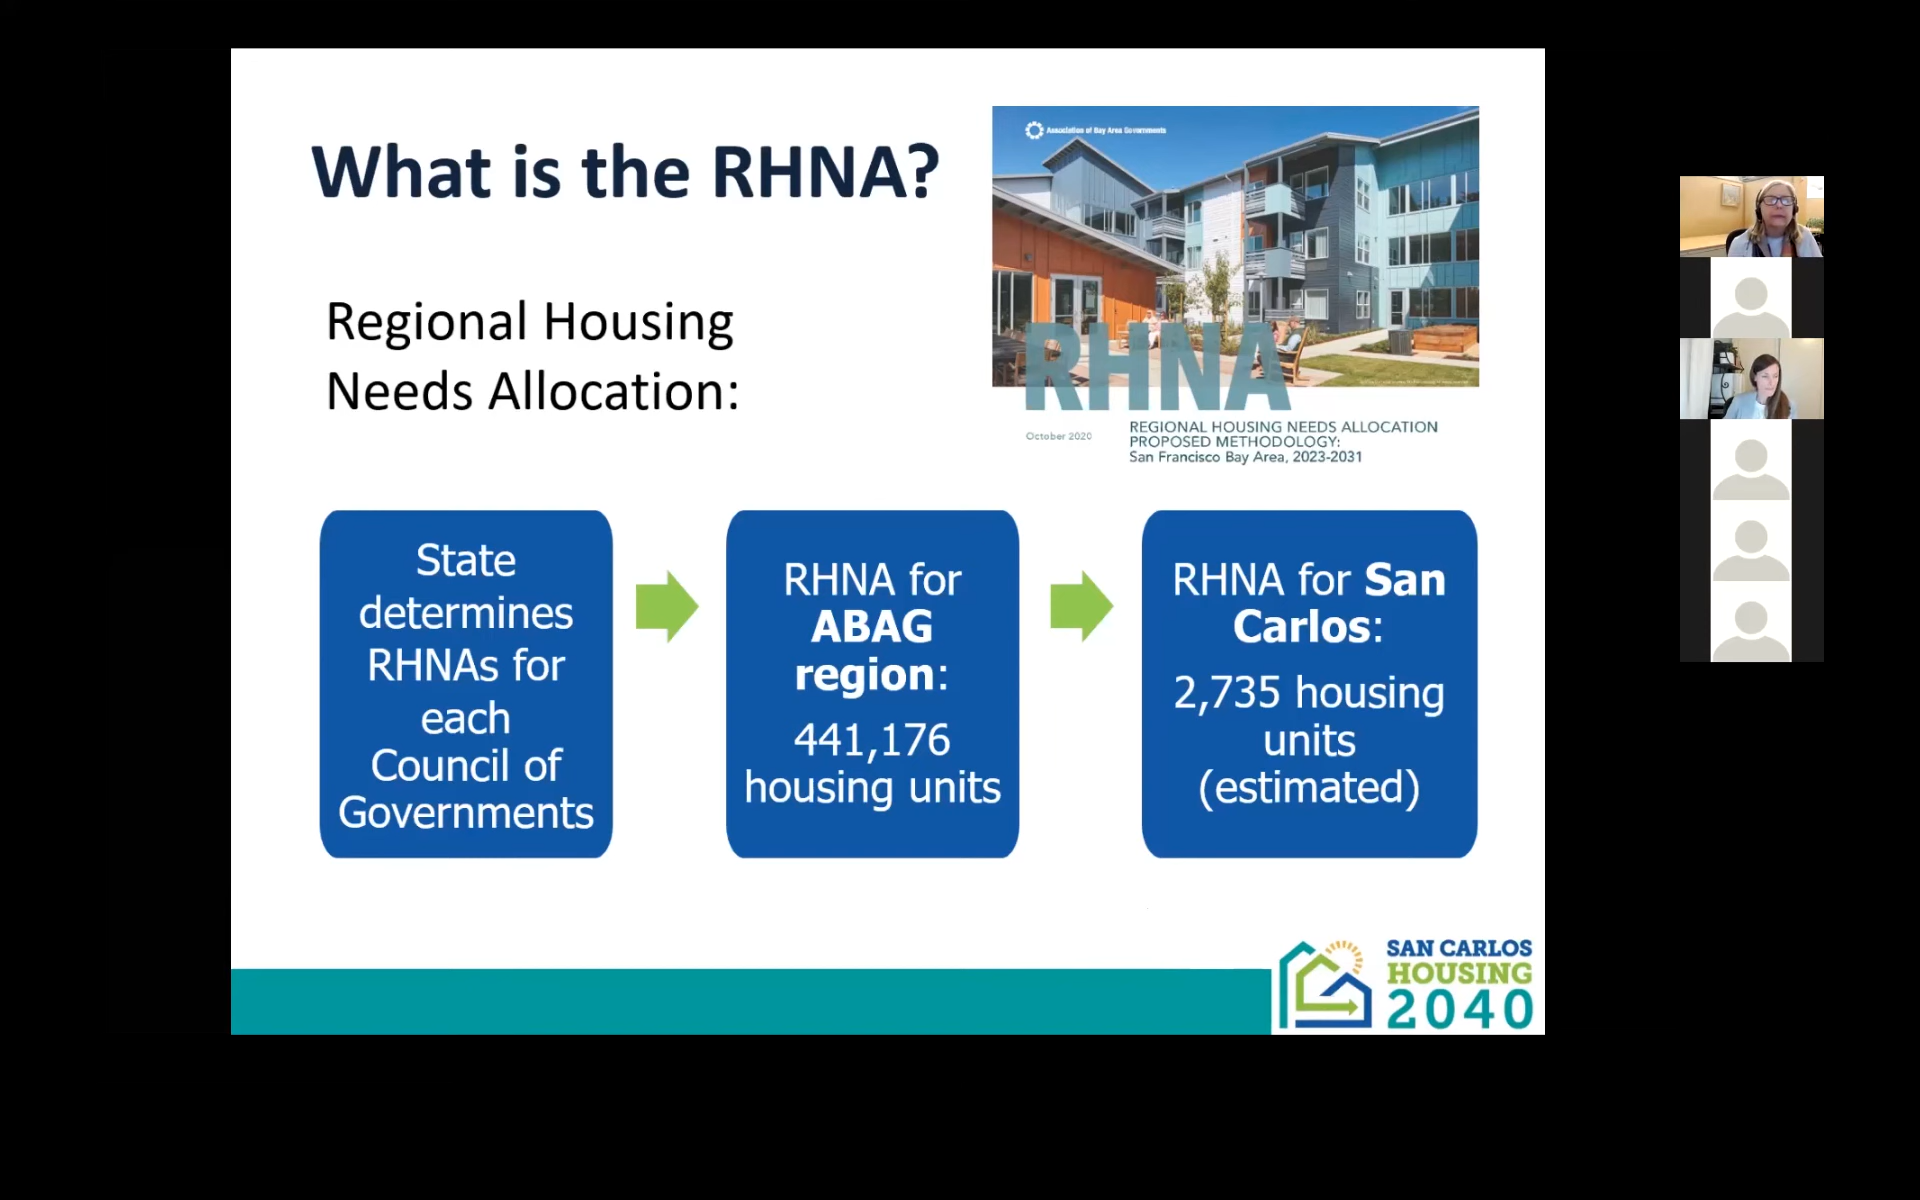 What is the RHNA?
Association of Bay Area Governments
Regional Housing
Needs Allocation:
RHNA
October 2020
REGIONAL HOUSING NEEDS ALLOCATION
PROPOSED METHODOLOGY:
San Francisco Bay Area, 2023-2031
State
determines
RHNAs for
each
Council of
Governments
RHNA for
ABAG
region:
441,176
housing units
RHNA for San
Carlos:
2,735 housing
units
(estimated)
SAN CARLOS
HOUSING
2040